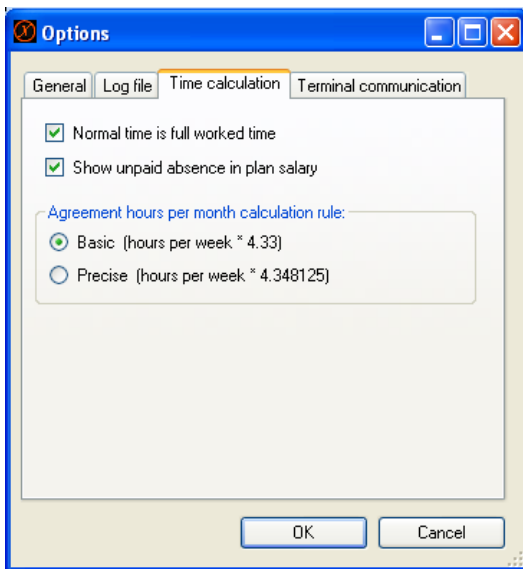 Options
General Log file Time calculation Terminal communication
Normal time is full worked time
Show unpaid absence in plan salary
Agreement hours per month calculation rule:
Basic (hours per week * 4.33)
Precise (hours per week * 4.348125)
OK Cancel